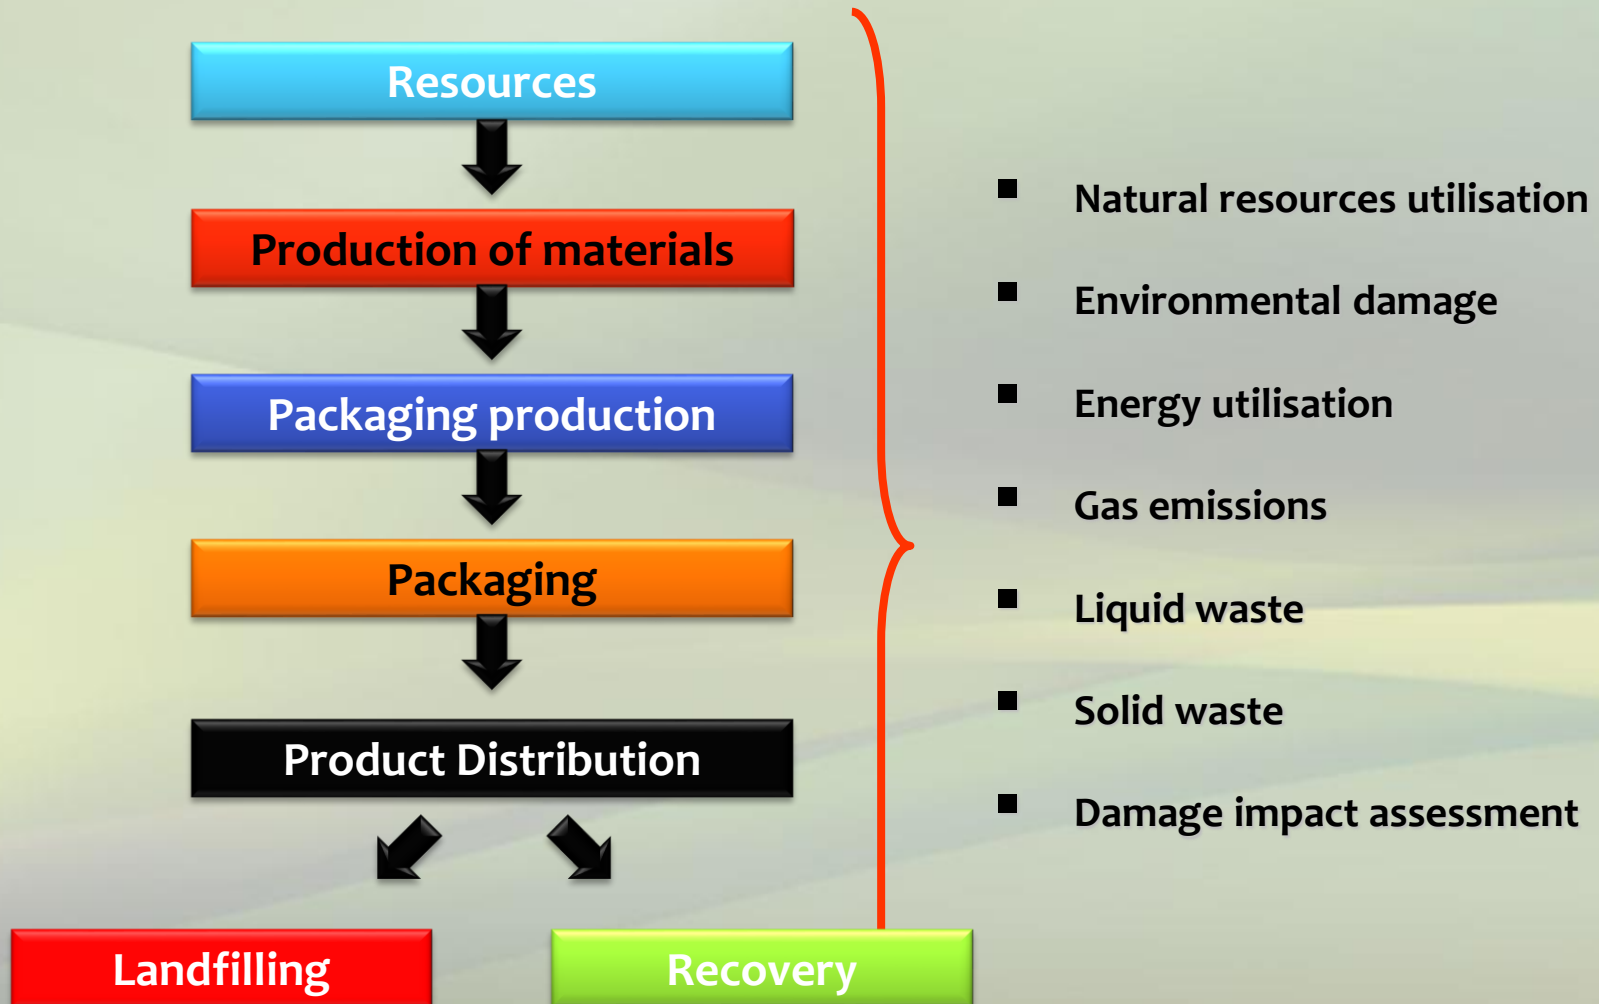 Resources
Production of materials
Packaging production
Packaging
Product Distribution
Landfilling
Recovery
Natural resources utilisation
Environmental damage
Energy utilisation
Gas emissions
Liquid waste
Solid waste
Damage impact assessment